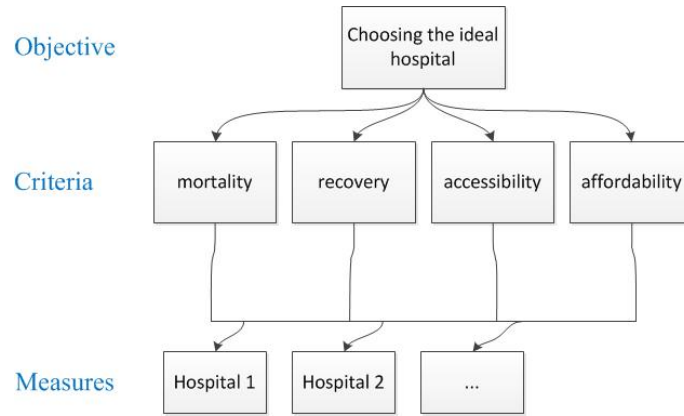 Objective
Choosing the ideal
hospital
Criteria
mortality
recovery
accessibility
affordability
Measures
Hospital 1
Hospital 2
...